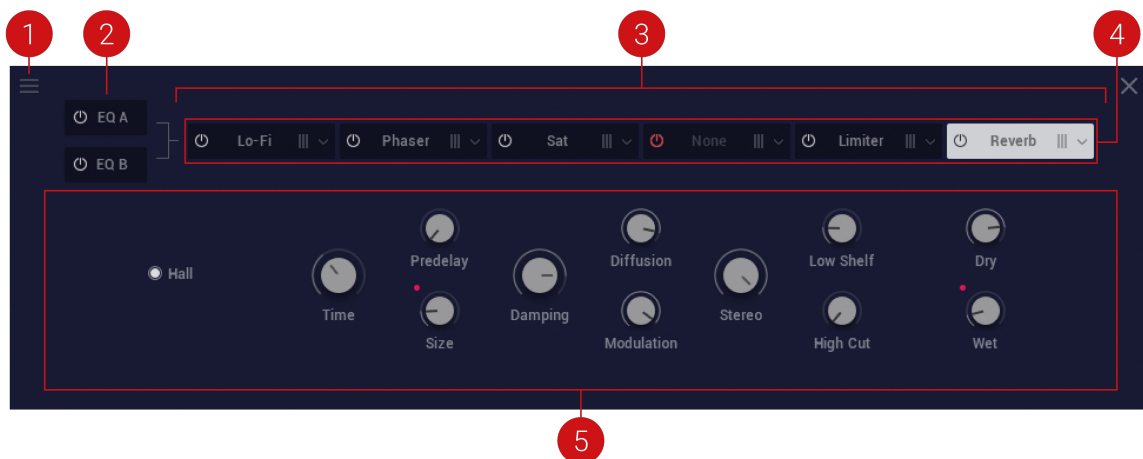 1
2
3
4
EQ A
EQ B
Lo-Fi
Phaser
Sat
None
Limiter
Reverb
Hall
Time
Predelay
Size
Damping
Diffusion
Modulation
Stereo
Low Shelf
High Cut
Dry
Wet
5